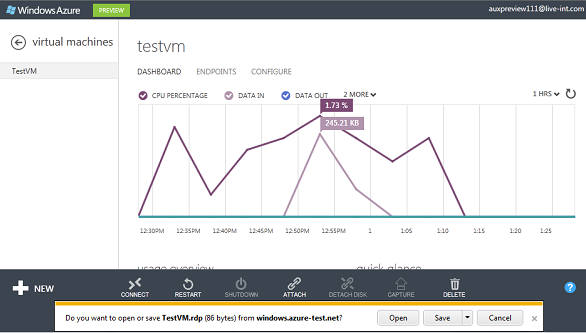 Windows Azure PREVIEW auxpreview111@live-int.com
virtual machines
TestVM
testvm
DASHBOARD ENDPOINTS CONFIGURE
CPU PERCENTAGE DATA IN DATA OUT 2 MORE 1 HRS
1.73 %
245.21 KB
12:30PM 12:35PM 12:40PM 12:45PM 12:50PM 12:55PM 1 1:05 1:10 1:15 1:20 1:25
usage overview quick glance
NEW CONNECT RESTART SHUTDOWN ATTACH DETACH DISK CAPTURE DELETE ?
Do you want to open or save TestVM.rdp (86 bytes) from windows.azure-test.net? Open Save Cancel ×